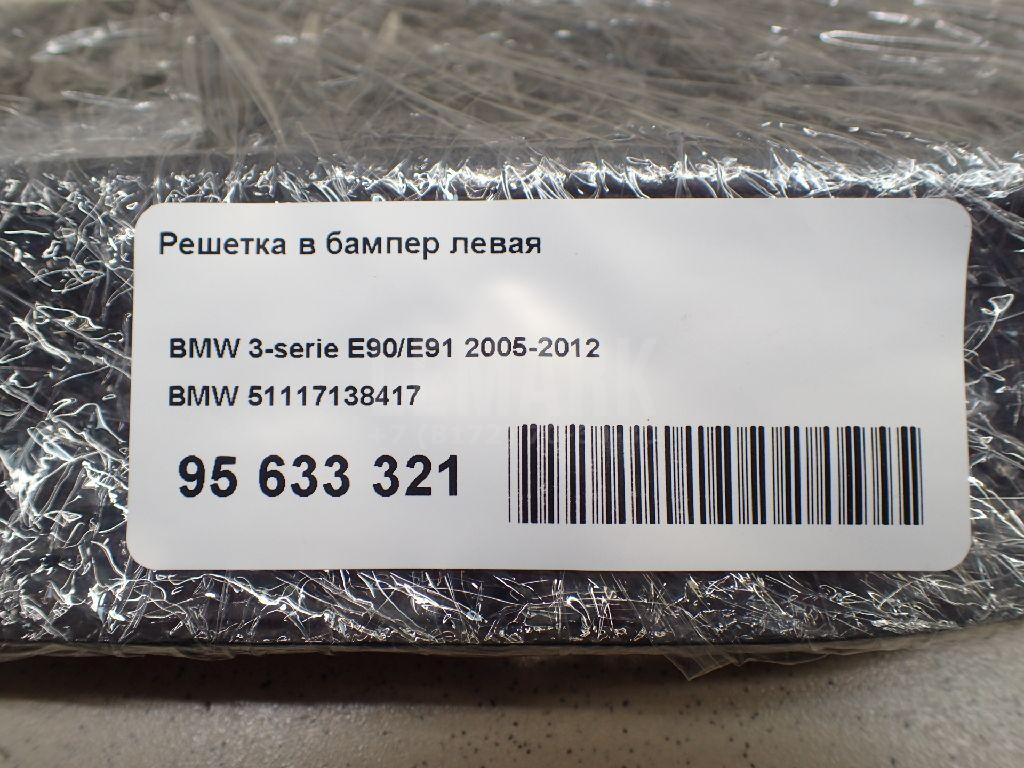 Решетка в бампер левая
BMW 3-serie E90/E91 2005-2012
BMW 51117138417
95 633 321